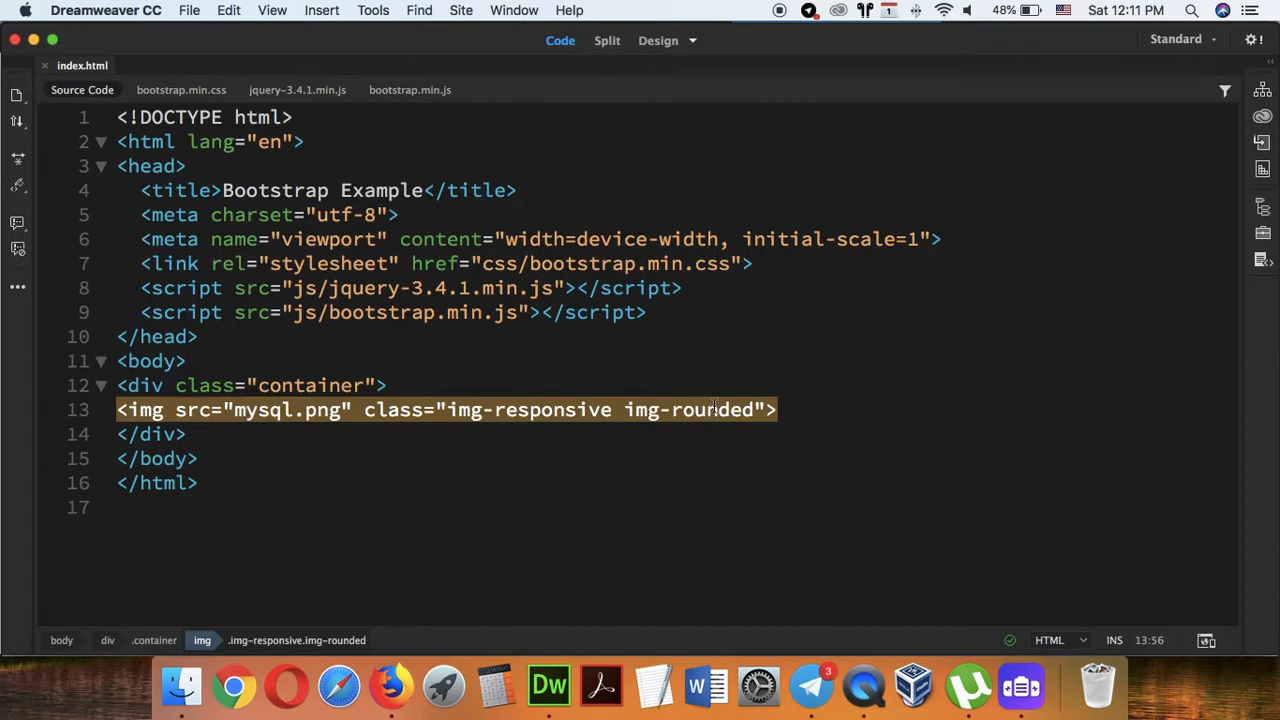 Dreamweaver CC File Edit View Insert Tools Find Site Window Help 1 48% Sat 12:11 PM
Code Split Design Standard
× index.html
Source Code bootstrap.min.css jquery-3.4.1.min.js bootstrap.min.js
1 <!DOCTYPE html>
2 <html lang="en">
3 <head>
4 <title>Bootstrap Example</title>
5 <meta charset="utf-8">
6 <meta name="viewport" content="width=device-width, initial-scale=1">
7 <link rel="stylesheet" href="css/bootstrap.min.css">
8 <script src="js/jquery-3.4.1.min.js"></script>
9 <script src="js/bootstrap.min.js"></script>
10 </head>
11 <body>
12 <div class="container">
13 <img src="mysql.png" class="img-responsive img-rounded">
14 </div>
15 </body>
16 </html>
17
body div .container img .img-responsive.img-rounded HTML INS 13:56
Dw W 3 µ